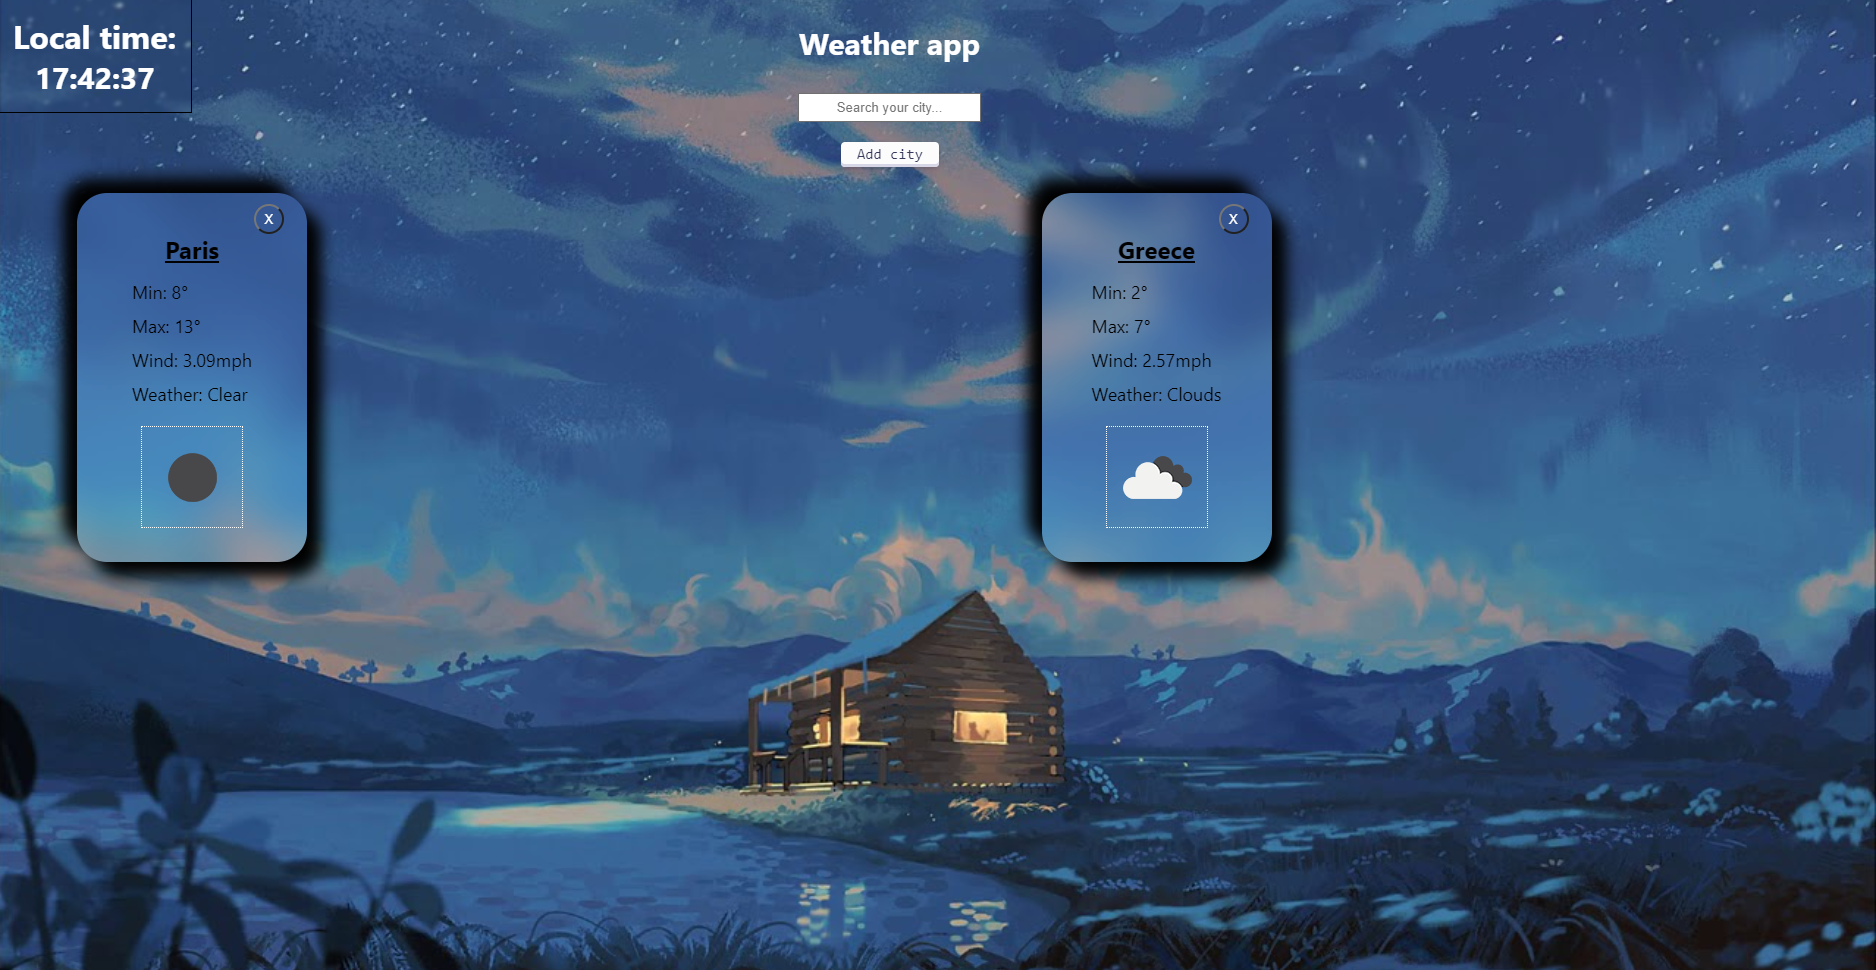 Local time:
17:42:37
Weather app
Search your city...
Add city
x
Paris
Min: 8°
Max: 13°
Wind: 3.09mph
Weather: Clear
x
Greece
Min: 2°
Max: 7°
Wind: 2.57mph
Weather: Clouds